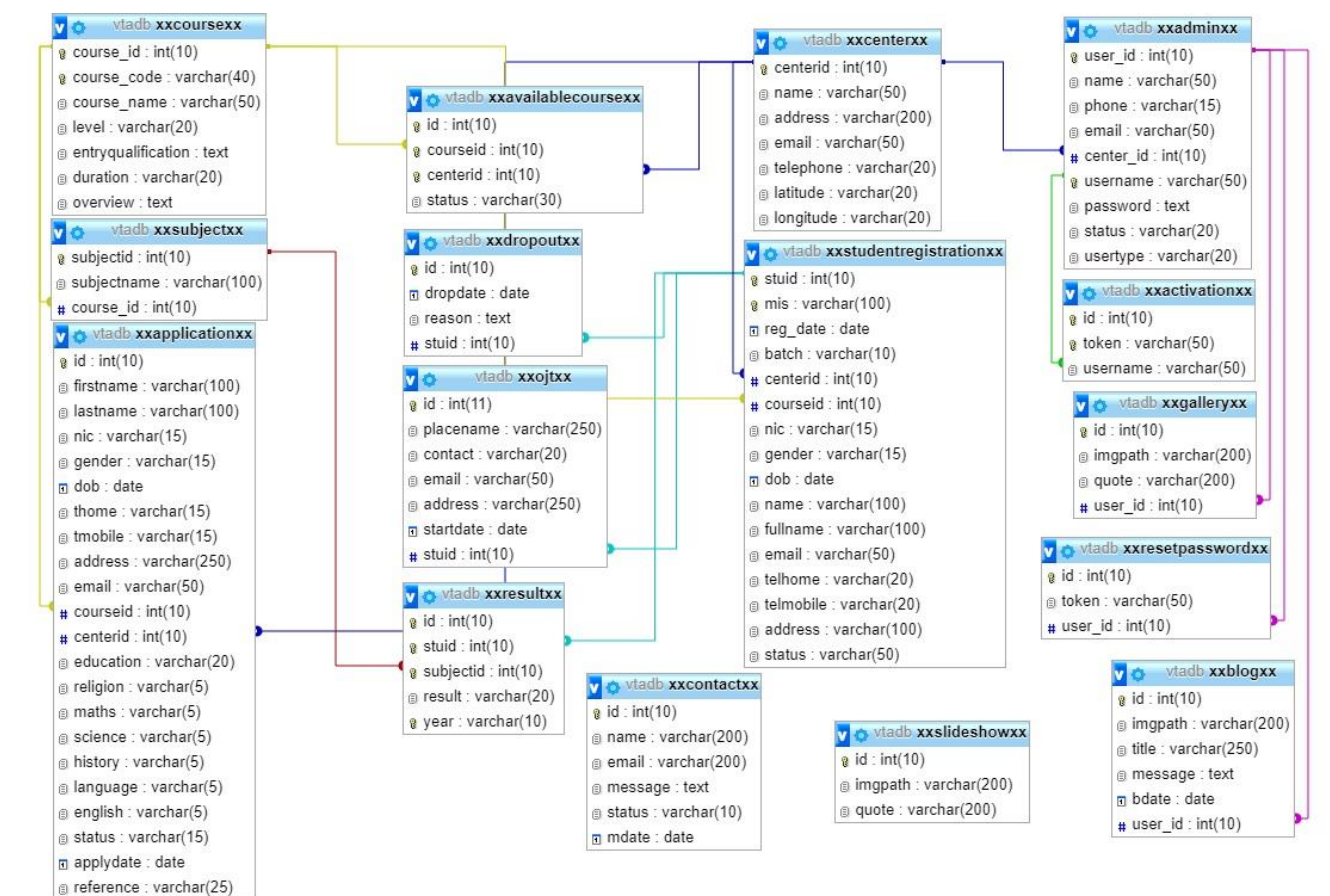 vtadb xxcoursexx
course_id : int(10)
course_code : varchar(40)
course_name : varchar(50)
level : varchar(20)
entryqualification : text
duration : varchar(20)
overview : text
vtadb xxsubjectxx
subjectid : int(10)
subjectname : varchar(100)
course_id : int(10)
vtadb xxapplicationxx
id : int(10)
firstname : varchar(100)
lastname : varchar(100)
nic : varchar(15)
gender : varchar(15)
dob : date
thome : varchar(15)
tmobile : varchar(15)
address : varchar(250)
email : varchar(50)
courseid : int(10)
centerid : int(10)
education : varchar(20)
religion : varchar(5)
maths : varchar(5)
science : varchar(5)
history : varchar(5)
language : varchar(5)
english : varchar(5)
status : varchar(15)
applydate : date
reference : varchar(25)
vtadb xxavailablecoursexx
id : int(10)
courseid : int(10)
centerid : int(10)
status : varchar(30)
vtadb xxdropoutxx
id : int(10)
dropdate : date
reason : text
stuid : int(10)
vtadb xxojtxx
id : int(11)
placename : varchar(250)
contact : varchar(20)
email : varchar(50)
address : varchar(250)
startdate : date
stuid : int(10)
vtadb xxresultxx
id : int(10)
stuid : int(10)
subjectid : int(10)
result : varchar(20)
year : varchar(10)
vtadb xxcontactxx
id : int(10)
name : varchar(200)
email : varchar(200)
message : text
status : varchar(10)
mdate : date
vtadb xxcenterxx
centerid : int(10)
name : varchar(50)
address : varchar(200)
email : varchar(50)
telephone : varchar(20)
latitude : varchar(20)
longitude : varchar(20)
vtadb xxstudentregistrationxx
stuid : int(10)
mis : varchar(100)
reg_date : date
batch : varchar(10)
centerid : int(10)
courseid : int(10)
nic : varchar(15)
gender : varchar(15)
dob : date
name : varchar(100)
fullname : varchar(100)
email : varchar(50)
telhome : varchar(20)
telmobile : varchar(20)
address : varchar(100)
status : varchar(50)
vtadb xxslideshowxx
id : int(10)
imgpath : varchar(200)
quote : varchar(200)
vtadb xxadminxx
user_id : int(10)
name : varchar(50)
phone : varchar(15)
email : varchar(50)
center_id : int(10)
username : varchar(50)
password : text
status : varchar(20)
usertype : varchar(20)
vtadb xxactivationxx
id : int(10)
token : varchar(50)
username : varchar(50)
vtadb xxgalleryxx
id : int(10)
imgpath : varchar(200)
quote : varchar(200)
user_id : int(10)
vtadb xxresetpasswordxx
id : int(10)
token : varchar(50)
user_id : int(10)
vtadb xxblogxx
id : int(10)
imgpath : varchar(200)
title : varchar(250)
message : text
bdate : date
user_id : int(10)